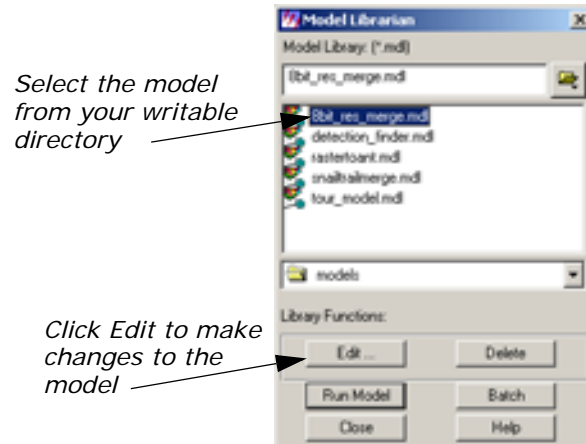 Model Librarian
Model Library: (*.mdl)
8bit_res_merge.mdl
Select the model
from your writable
directory
8bit_res_merge.mdl
detection_finder.mdl
rastertoant.mdl
snailtrailmerge.mdl
tour_model.mdl
models
Library Functions:
Click Edit to make
changes to the
model
Edit ...
Delete
Run Model
Batch
Close
Help